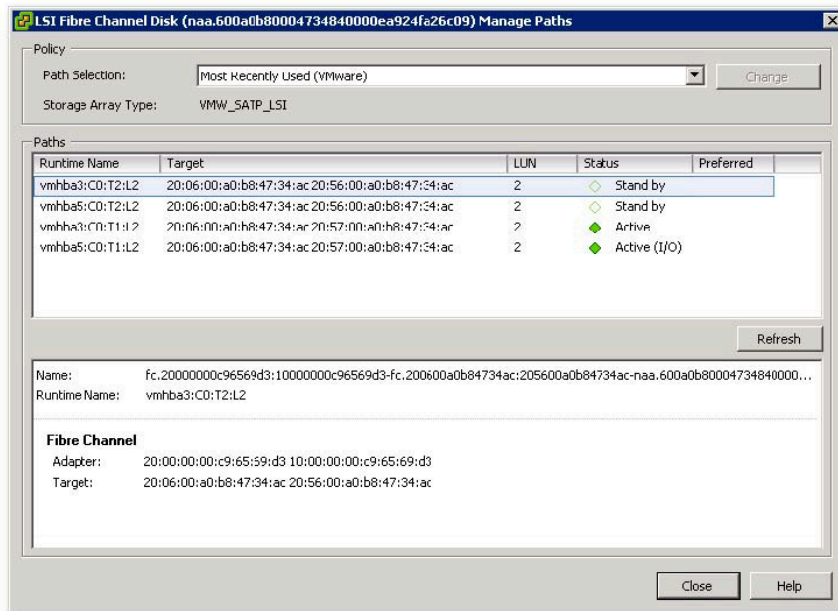 LSI Fibre Channel Disk (naa.600a0b80004734840000ea924fa26c09) Manage Paths
Policy
Path Selection: Most Recently Used (VMware) Change
Storage Array Type: VMW_SATP_LSI
Paths
Runtime Name Target LUN Status Preferred
vmhba3:C0:T2:L2 20:06:00:a0:b8:47:34:ac 20:56:00:a0:b8:47:34:ac 2 Stand by
vmhba5:C0:T2:L2 20:06:00:a0:b8:47:34:ac 20:56:00:a0:b8:47:34:ac 2 Stand by
vmhba3:C0:T1:L2 20:06:00:a0:b8:47:34:ac 20:57:00:a0:b8:47:34:ac 2 Active
vmhba5:C0:T1:L2 20:06:00:a0:b8:47:34:ac 20:57:00:a0:b8:47:34:ac 2 Active (I/O)
Refresh
Name: fc.20000000c96569d3:10000000c96569d3-fc.200600a0b84734ac:205600a0b84734ac-naa.600a0b80004734840000...
Runtime Name: vmhba3:C0:T2:L2
Fibre Channel
Adapter: 20:00:00:00:c9:65:69:d3 10:00:00:00:c9:65:69:d3
Target: 20:06:00:a0:b8:47:34:ac 20:56:00:a0:b8:47:34:ac
Close Help